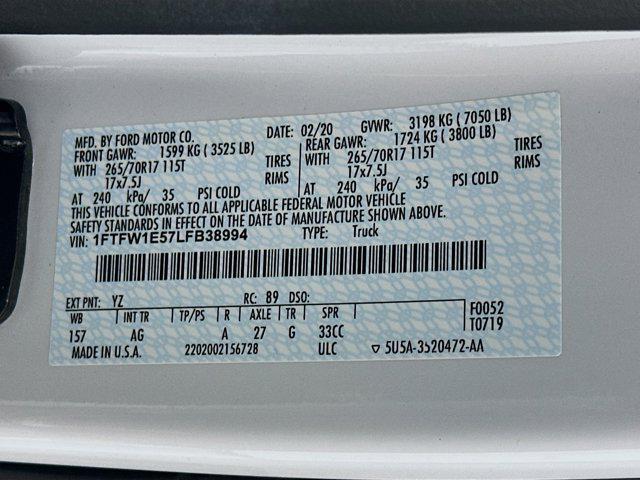 MFD. BY FORD MOTOR CO. DATE: 02/20 GVWR: 3198 KG ( 7050 LB)
FRONT GAWR: 1599 KG ( 3525 LB) REAR GAWR: 1724 KG ( 3800 LB)
WITH 265/70R17 115T TIRES WITH 265/70R17 115T TIRES
17x7.5J RIMS 17x7.5J RIMS
AT 240 kPa/ 35 PSI COLD AT 240 kPa/ 35 PSI COLD
THIS VEHICLE CONFORMS TO ALL APPLICABLE FEDERAL MOTOR VEHICLE
SAFETY STANDARDS IN EFFECT ON THE DATE OF MANUFACTURE SHOWN ABOVE.
VIN: 1FTFW1E57LFB38994 TYPE: Truck
EXT PNT: YZ RC: 89 DSO: F0052
WB INT TR TP/PS R AXLE TR SPR T0719
157 AG A 27 G 33CC
MADE IN U.S.A. 2202002156728 ULC ▽ 5U5A-3520472-AA